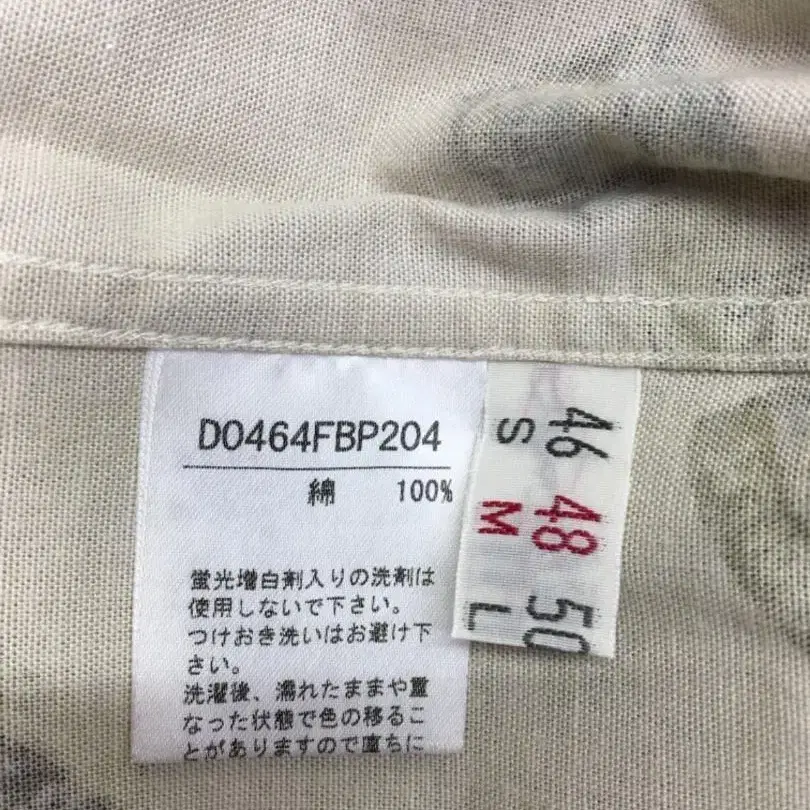 D0464FBP204
綿 100%
蛍光増白剤入りの洗剤は
使用しないで下さい。
つけおき洗いはお避け下
さい。
洗濯後、濡れたままや重
なった状態で色の移るこ
とがありますので直ちに
46 48 50
S M L